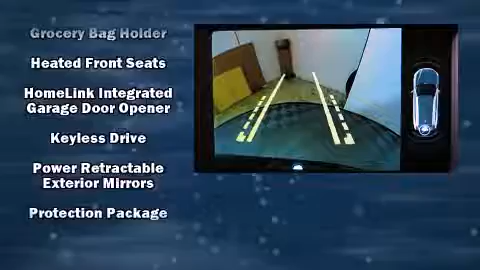 Grocery Bag Holder
Heated Front Seats
HomeLink Integrated
Garage Door Opener
Keyless Drive
Power Retractable
Exterior Mirrors
Protection Package